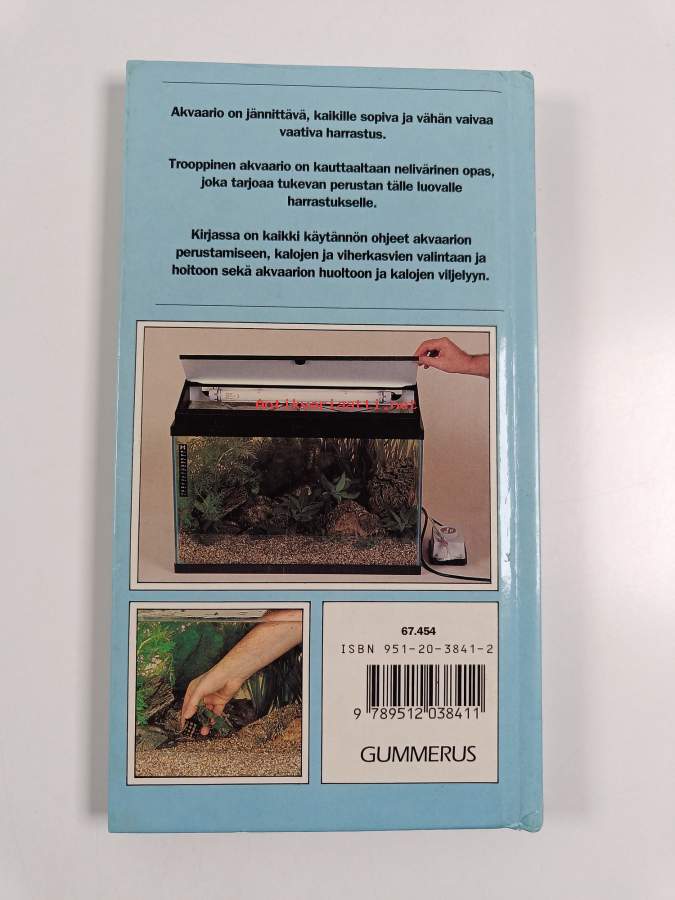 Akvaario on jännittävä, kaikille sopiva ja vähän vaivaa
vaativa harrastus.
Trooppinen akvaario on kauttaaltaan nelivärinen opas,
joka tarjoaa tukevan perustan tälle luovalle
harrastukselle.
Kirjassa on kaikki käytännön ohjeet akvaarion
perustamiseen, kalojen ja viherkasvien valintaan ja
hoitoon sekä akvaarion huoltoon ja kalojen viljelyyn.
Antikvariaatti.net
67.454
ISBN 951-20-3841-2
9 789512 038411
GUMMERUS